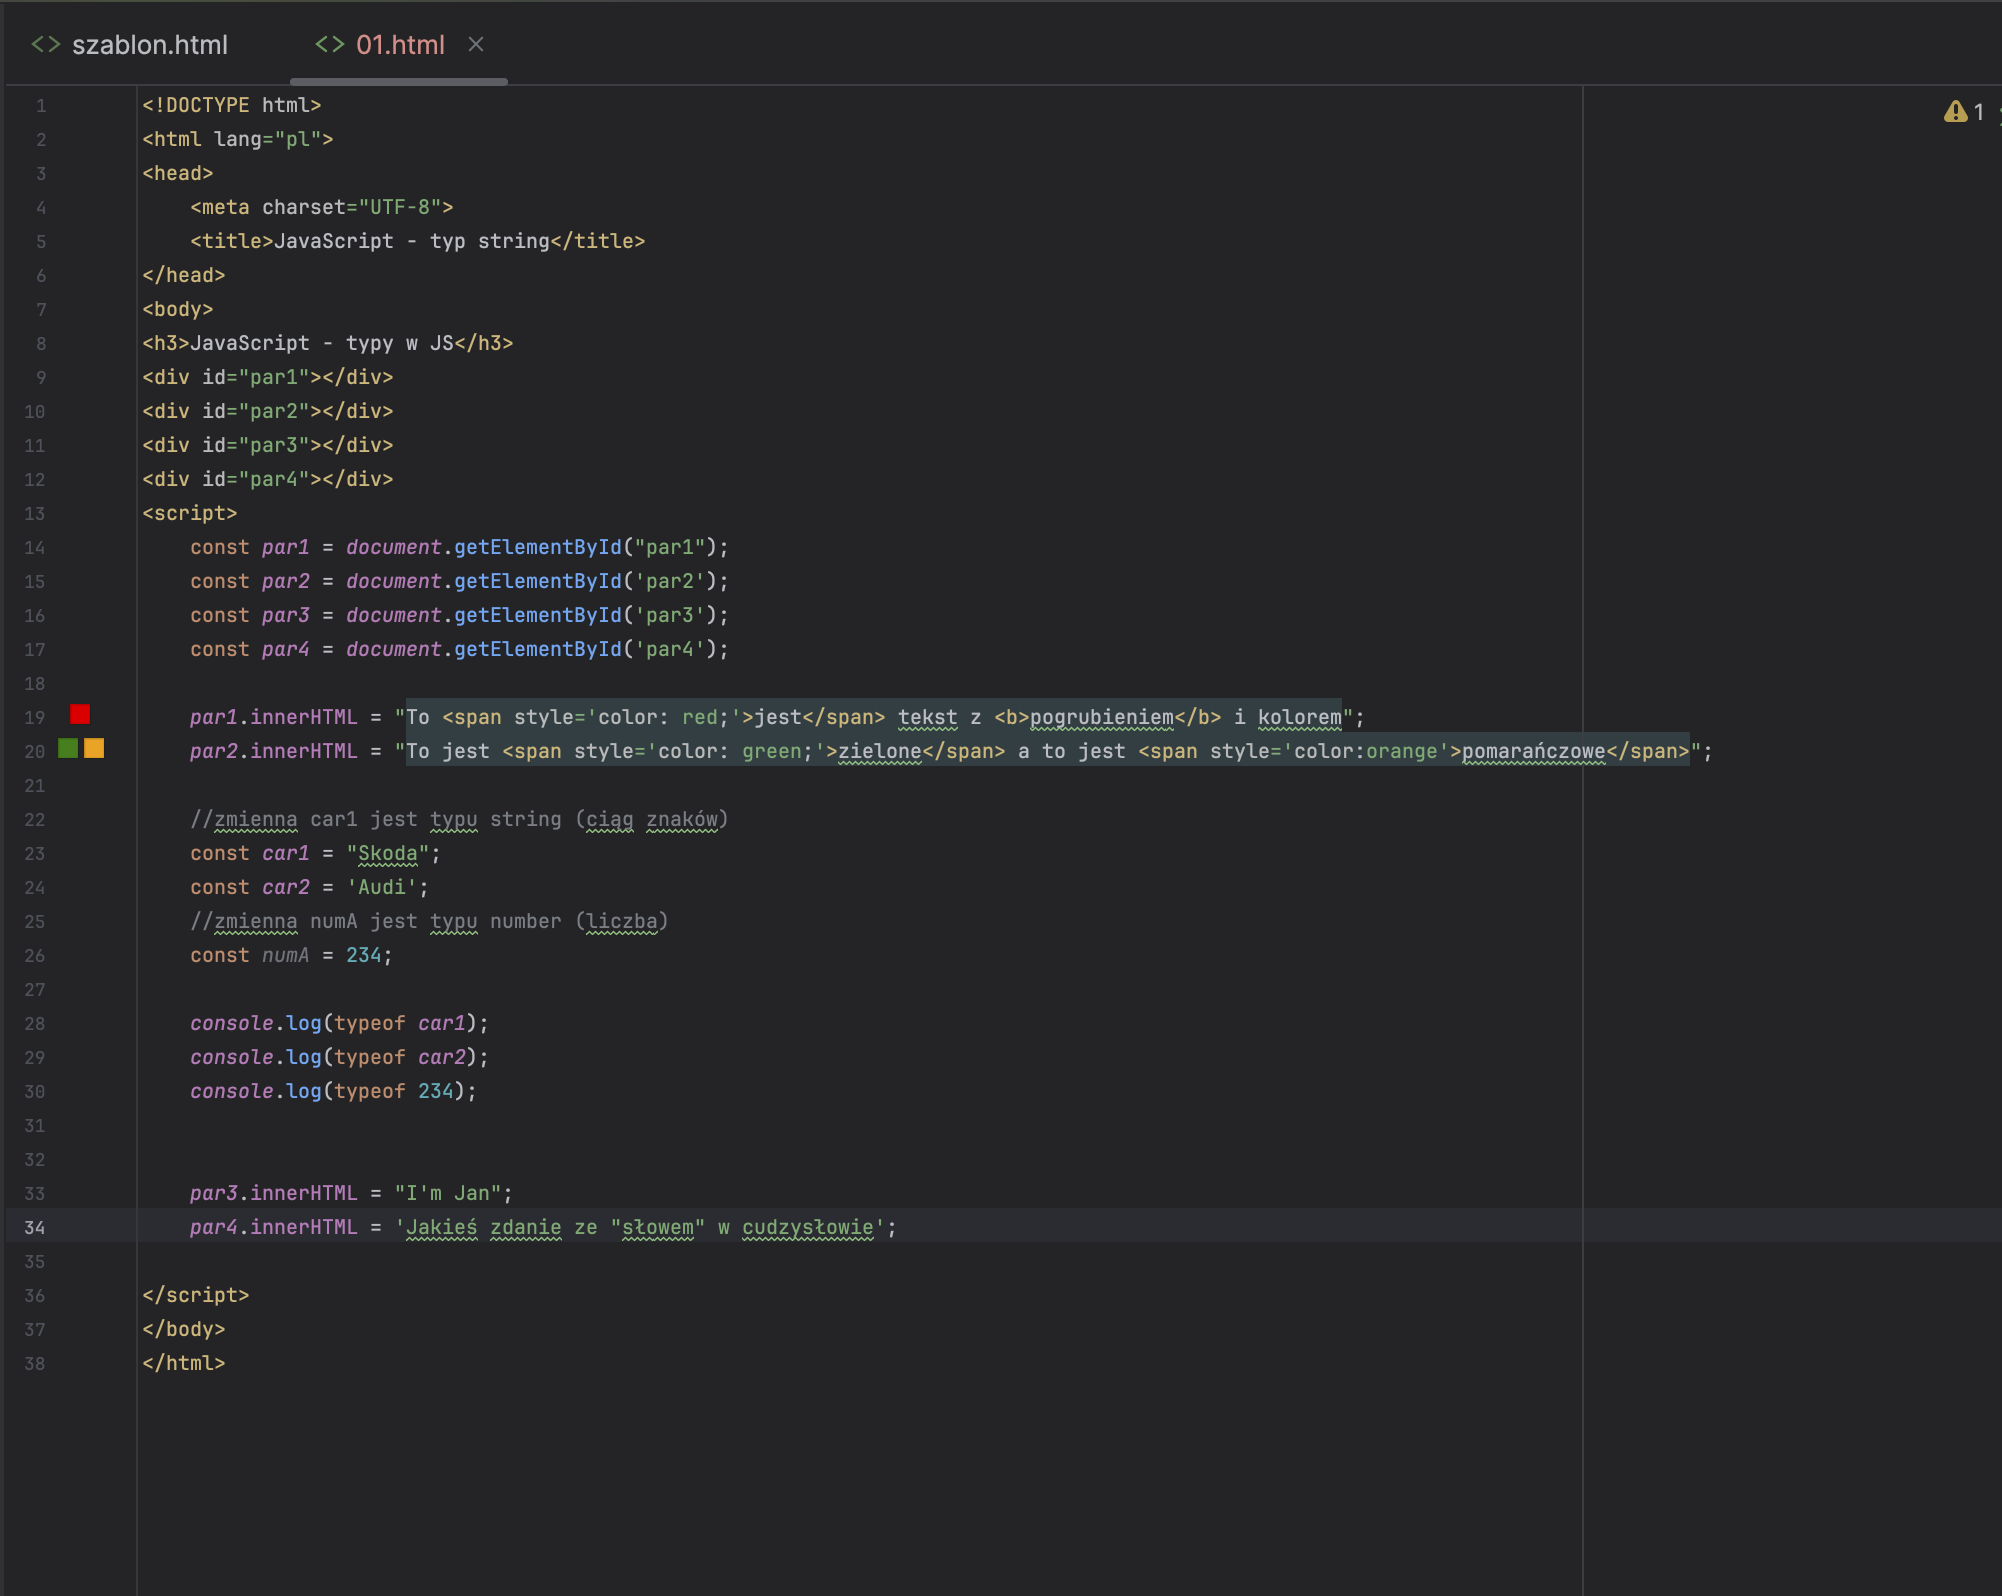 szablon.html 01.html
1
1 <!DOCTYPE html>
2 <html lang="pl">
3 <head>
4     <meta charset="UTF-8">
5     <title>JavaScript - typ string</title>
6 </head>
7 <body>
8 <h3>JavaScript - typy w JS</h3>
9 <div id="par1"></div>
10 <div id="par2"></div>
11 <div id="par3"></div>
12 <div id="par4"></div>
13 <script>
14     const par1 = document.getElementById("par1");
15     const par2 = document.getElementById('par2');
16     const par3 = document.getElementById('par3');
17     const par4 = document.getElementById('par4');
18
19     par1.innerHTML = "To <span style='color: red;'>jest</span> tekst z <b>pogrubieniem</b> i kolorem";
20     par2.innerHTML = "To jest <span style='color: green;'>zielone</span> a to jest <span style='color:orange'>pomarańczowe</span>";
21
22     //zmienna car1 jest typu string (ciąg znaków)
23     const car1 = "Skoda";
24     const car2 = 'Audi';
25     //zmienna numA jest typu number (liczba)
26     const numA = 234;
27
28     console.log(typeof car1);
29     console.log(typeof car2);
30     console.log(typeof 234);
31
32
33     par3.innerHTML = "I'm Jan";
34     par4.innerHTML = 'Jakieś zdanie ze "słowem" w cudzysłowie';
35
36 </script>
37 </body>
38 </html>